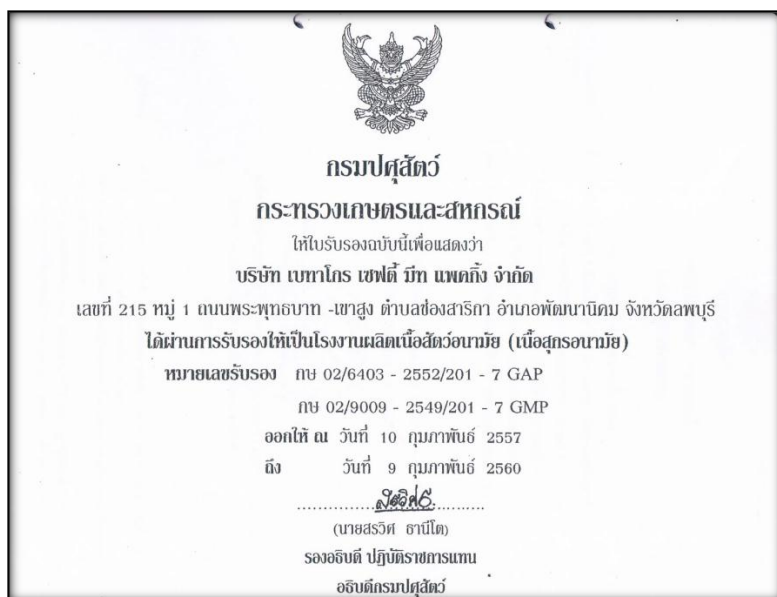 กรมปศุสัตว์
กระทรวงเกษตรและสหกรณ์
ให้ใบรับรองฉบับนี้เพื่อแสดงว่า
บริษัท เบทาโกร เซฟตี้ มีท แพคกิ้ง จำกัด
เลขที่ 215 หมู่ 1 ถนนพระพุทธบาท -เขาสูง ตำบลช่องสาริกา อำเภอพัฒนานิคม จังหวัดลพบุรี
ได้ผ่านการรับรองให้เป็นโรงงานผลิตเนื้อสัตว์อนามัย (เนื้อสุกรอนามัย)
หมายเลขรับรอง กษ 02/6403 - 2552/201 - 7 GAP
กษ 02/9009 - 2549/201 - 7 GMP
ออกให้ ณ วันที่ 10 กุมภาพันธ์ 2557
ถึง วันที่ 9 กุมภาพันธ์ 2560
(นายสรวิศ ธานีโต)
รองอธิบดี ปฏิบัติราชการแทน
อธิบดีกรมปศุสัตว์